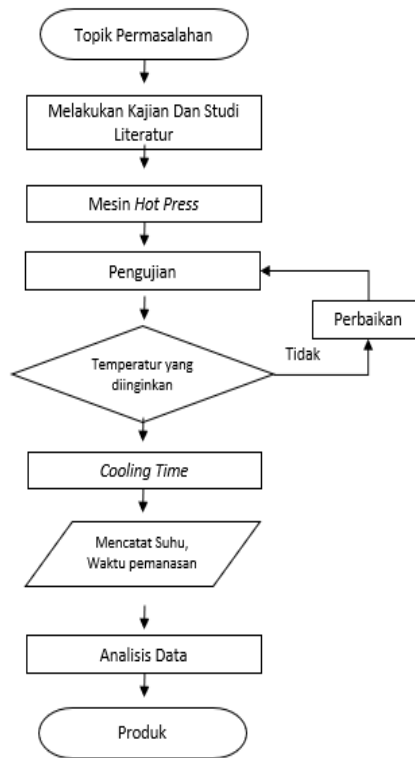 Topik Permasalahan
Melakukan Kajian Dan Studi
Literatur
Mesin Hot Press
Pengujian
Perbaikan
Temperatur yang
diinginkan
Tidak
Cooling Time
Mencatat Suhu,
Waktu pemanasan
Analisis Data
Produk